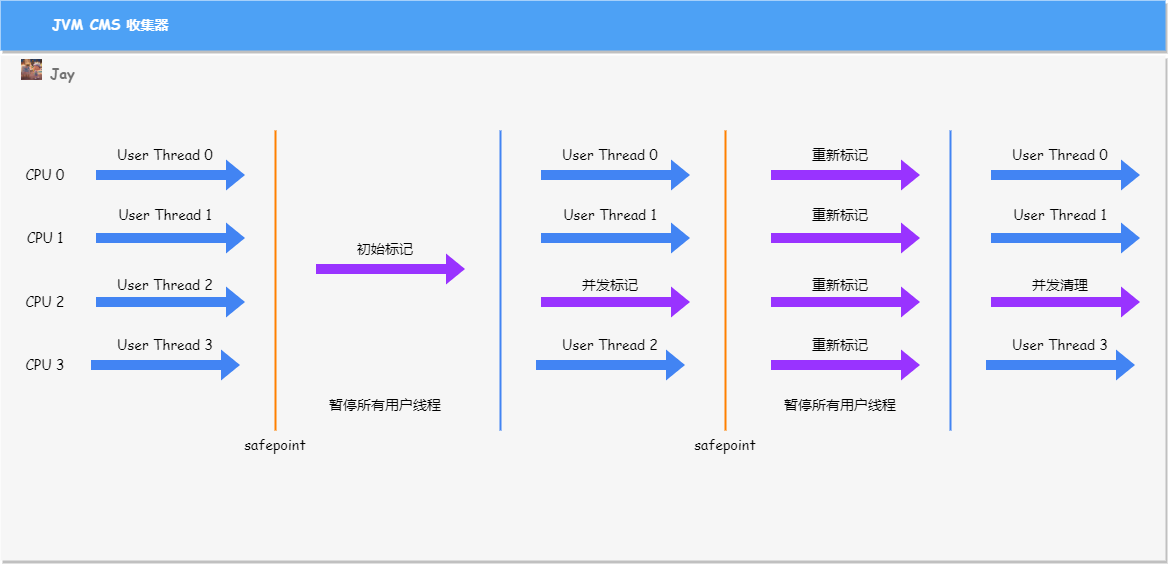 JVM CMS 收集器
Jay
User Thread 0 User Thread 0 重新标记 User Thread 0
CPU 0
User Thread 1 User Thread 1 重新标记 User Thread 1
CPU 1
初始标记
User Thread 2 并发标记 重新标记 并发清理
CPU 2
User Thread 3 User Thread 2 重新标记 User Thread 3
CPU 3
暂停所有用户线程 暂停所有用户线程
safepoint safepoint